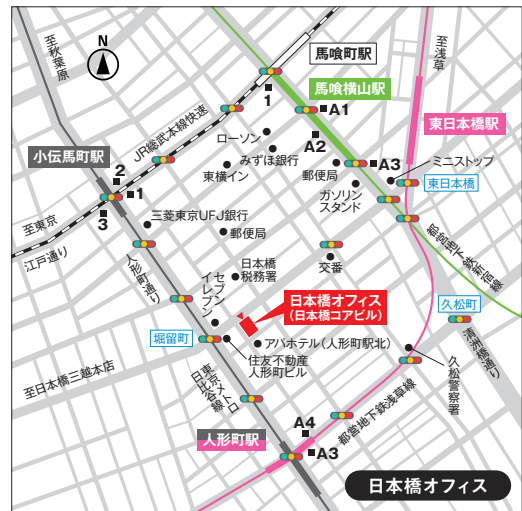 至秋葉原
N
馬喰町駅
至浅草
馬喰横山駅
1
A1
JR総武本線快速
東日本橋駅
ローソン
A2
みずほ銀行
小伝馬町駅
A3
ミニストップ
郵便局
東横イン
東日本橋
2
1
ガソリン
スタンド
3
三菱東京UFJ銀行
至東京
郵便局
江戸通り
都営地下鉄新宿線
人形町通り
交番
日本橋
税務署
イセ
レブ
ブン
日本橋オフィス
(日本橋コアビル)
久松町
清洲橋通り
堀留町
アパホテル(人形町駅北)
住友不動産
人形町ビル
久松警察署
至日本橋三越本店
東京メトロ
日比谷線
都営地下鉄浅草線
A4
人形町駅
A3
日本橋オフィス